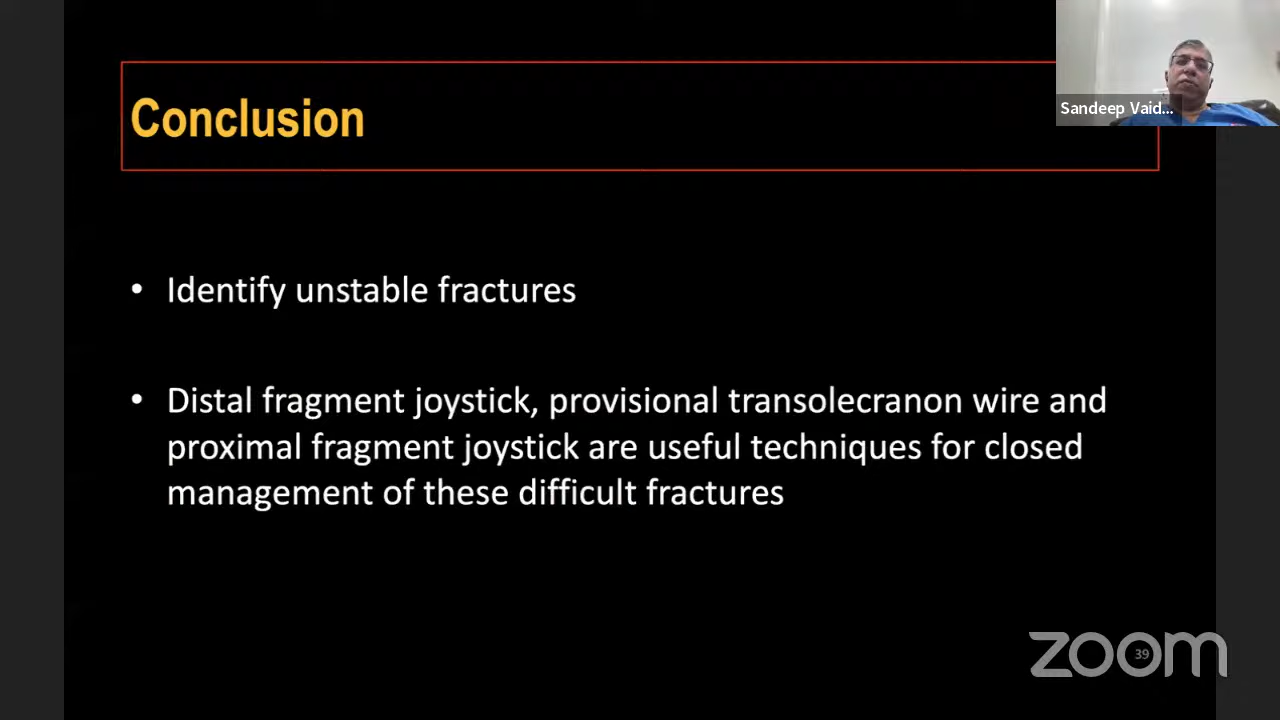 Conclusion
Sandeep Vaid...
• Identify unstable fractures
• Distal fragment joystick, provisional transolecranon wire and
proximal fragment joystick are useful techniques for closed
management of these difficult fractures
zoom
39